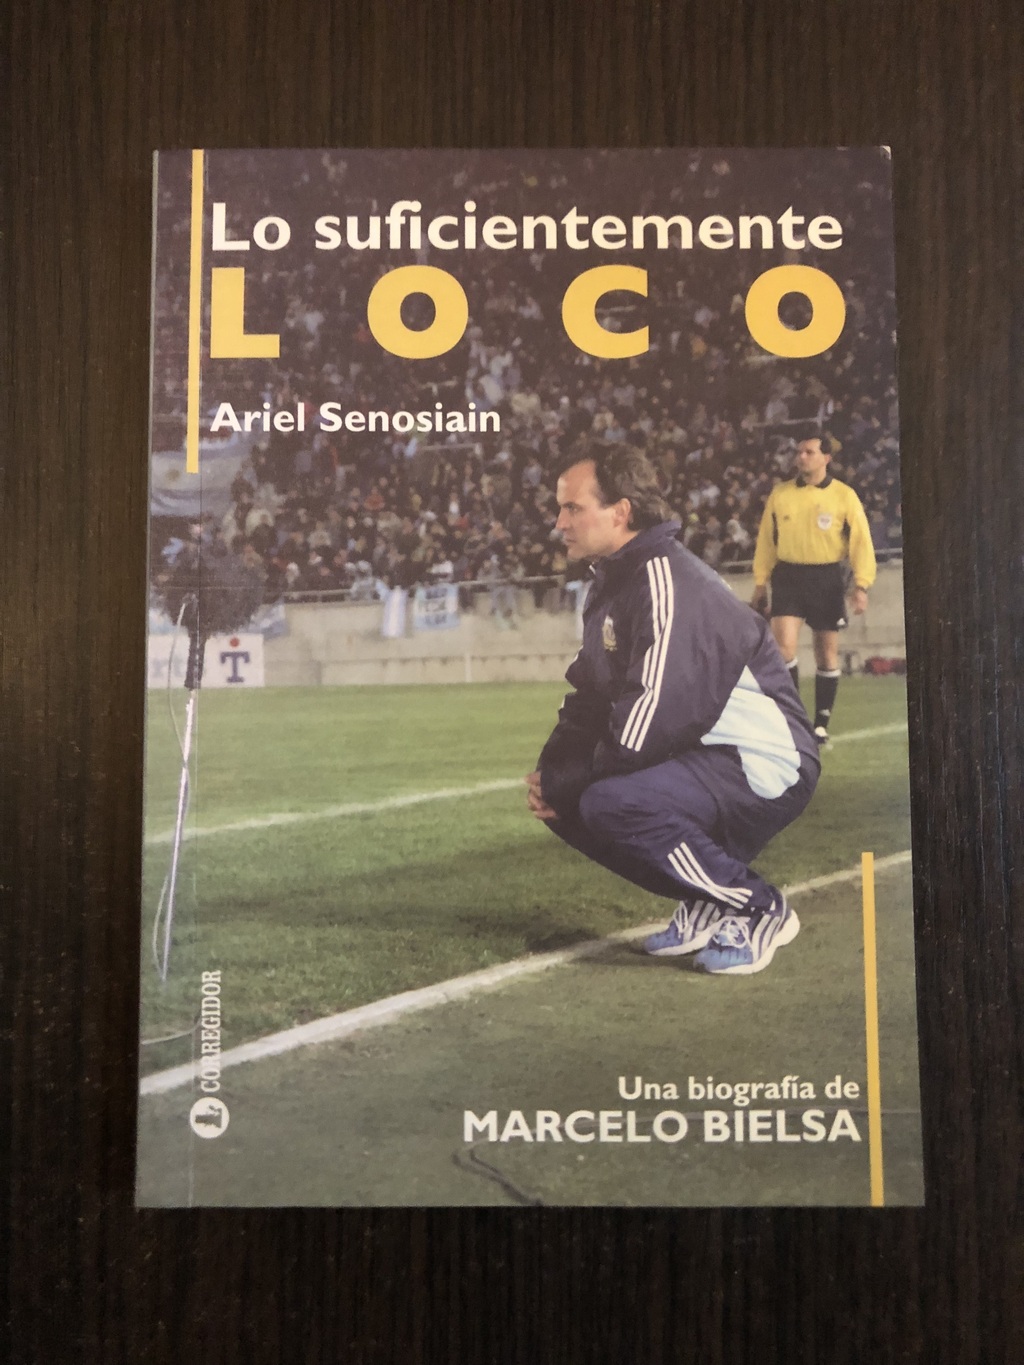 Lo suficientemente
LOCO
Ariel Senosiain
T
CORREGIDOR
Una biografía de
MARCELO BIELSA